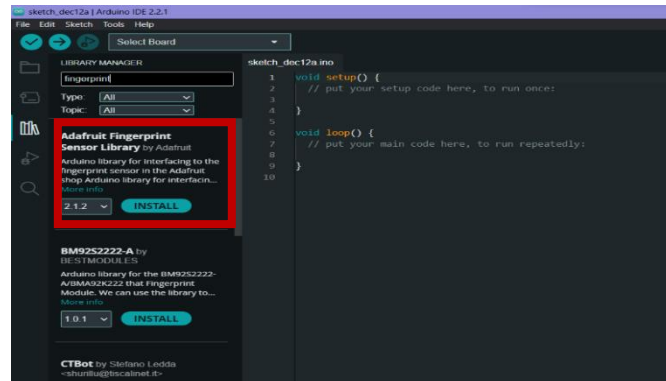 sketch_dec12a | Arduino IDE 2.2.1
File Edit Sketch Tools Help
Select Board
LIBRARY MANAGER
fingerprint
Type: All
Topic: All
Adafruit Fingerprint
Sensor Library by Adafruit
Arduino library for interfacing to the
fingerprint sensor in the Adafruit
shop Arduino library for interfacin...
More info
2.1.2 INSTALL
BM92S2222-A by
BESTMODULES
Arduino library for the BM92S2222-
A/BMA92K222 that Fingerprint
Module. We can use the library to...
More info
1.0.1 INSTALL
CTBot by Stefano Ledda
<shurillu@tiscalinet.it>
sketch_dec12a.ino
1 void setup() {
2 // put your setup code here, to run once:
3
4 }
5
6 void loop() {
7 // put your main code here, to run repeatedly:
8
9 }
10